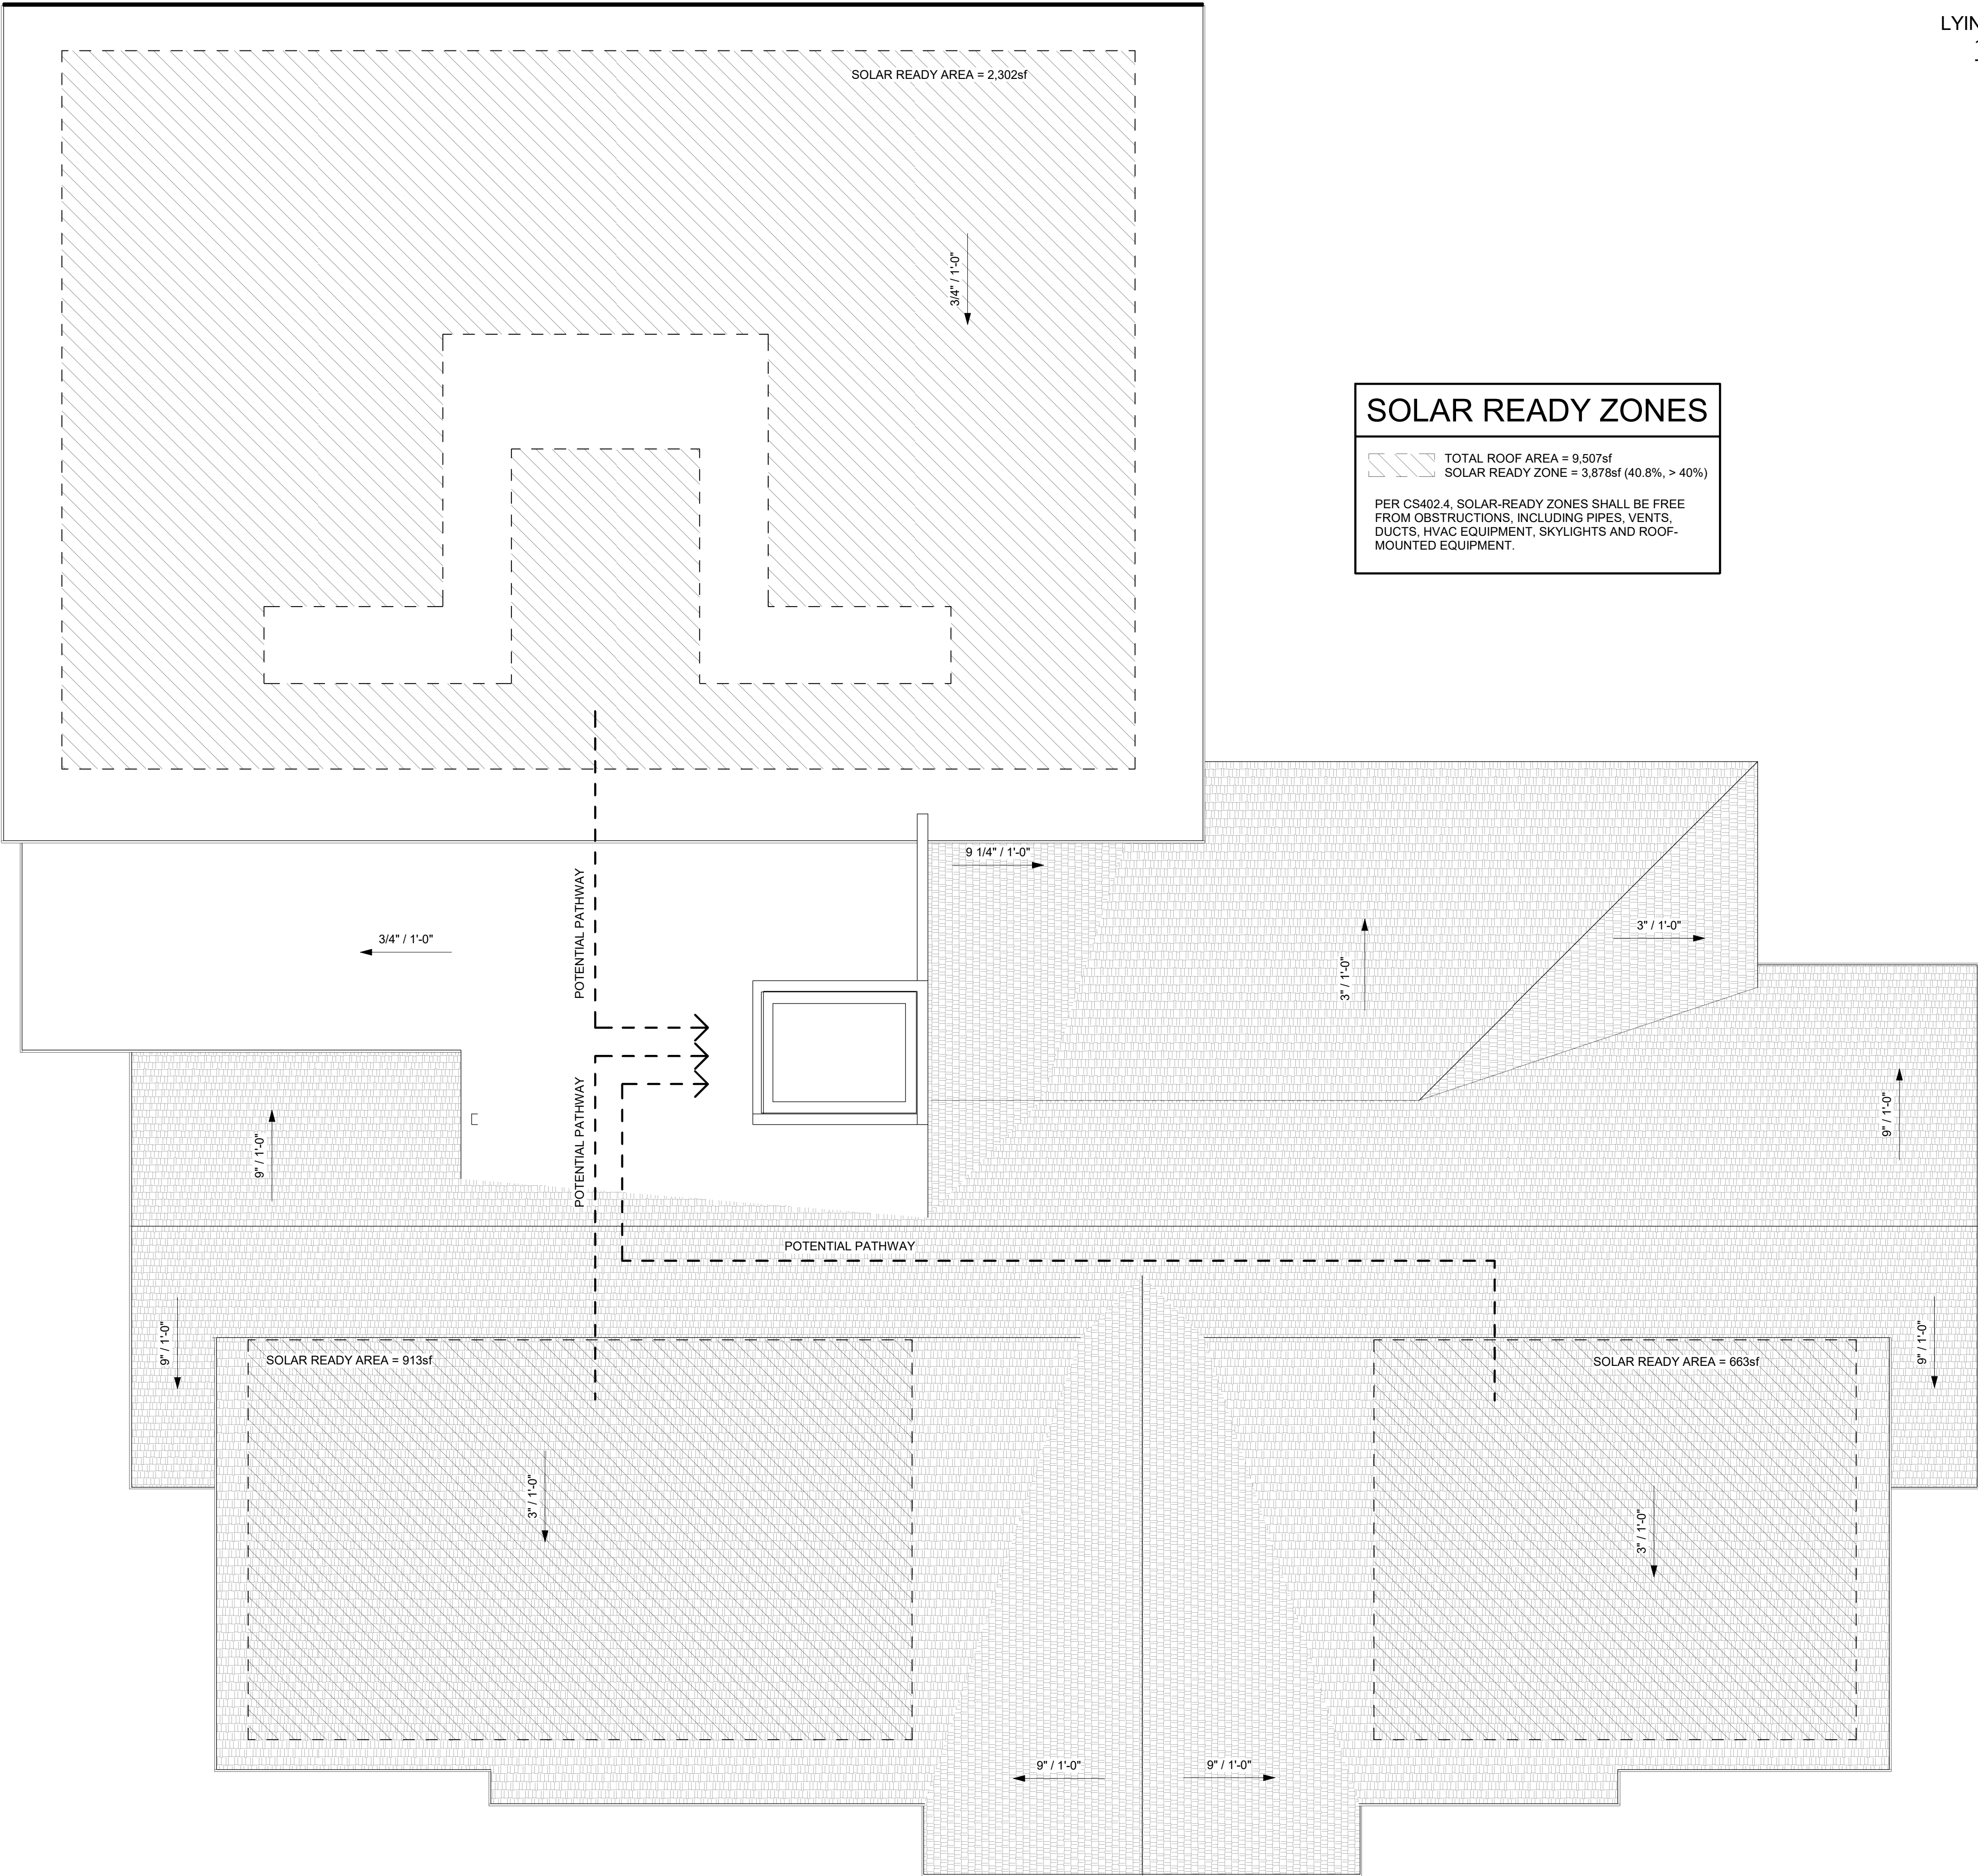 LYIN
SOLAR READY AREA = 2,302sf
3/4" / 1'-0"
SOLAR READY ZONES
TOTAL ROOF AREA = 9,507sf
SOLAR READY ZONE = 3,878sf (40.8%, > 40%)
PER CS402.4, SOLAR-READY ZONES SHALL BE FREE
FROM OBSTRUCTIONS, INCLUDING PIPES, VENTS,
DUCTS, HVAC EQUIPMENT, SKYLIGHTS AND ROOF-
MOUNTED EQUIPMENT.
9 1/4" / 1'-0"
POTENTIAL PATHWAY
3/4" / 1'-0"
3" / 1'-0"
3" / 1'-0"
9" / 1'-0"
POTENTIAL PATHWAY
9" / 1'-0"
POTENTIAL PATHWAY
9" / 1'-0"
9" / 1'-0"
SOLAR READY AREA = 913sf
SOLAR READY AREA = 663sf
3" / 1'-0"
3" / 1'-0"
9" / 1'-0"
9" / 1'-0"